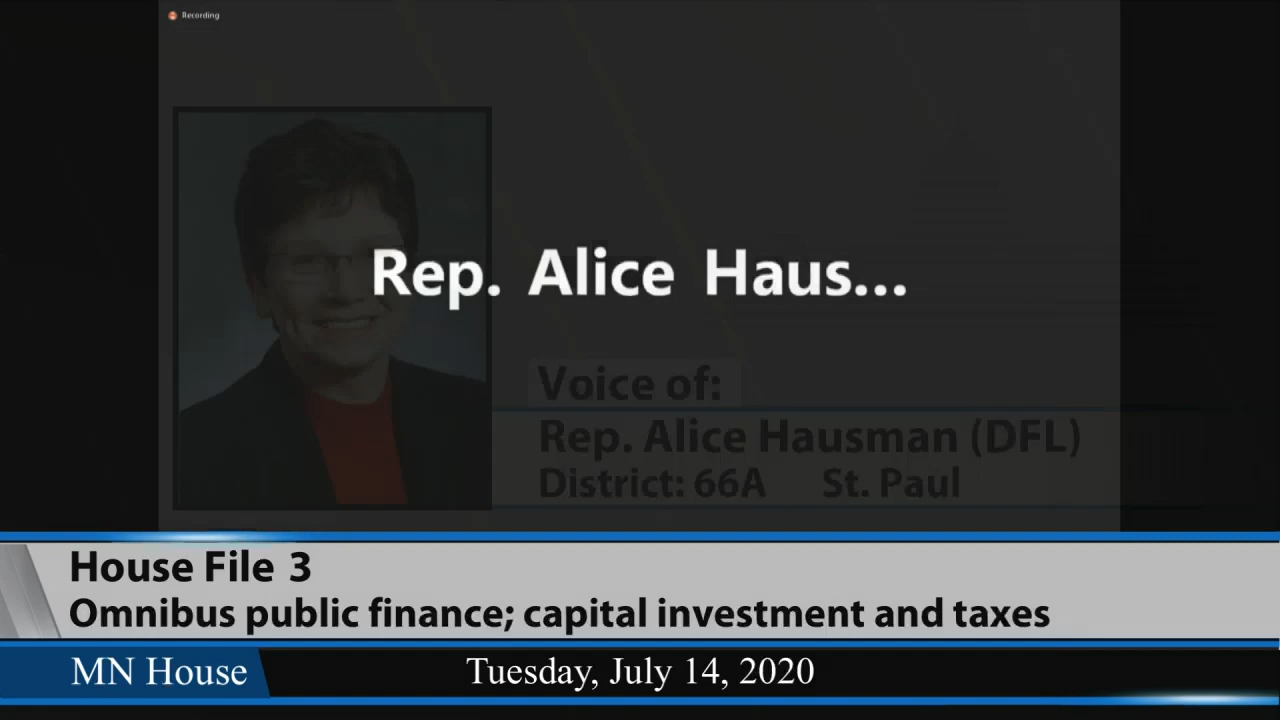 Recording
Rep. Alice Haus...
Voice of:
Rep. Alice Hausman (DFL)
District: 66A St. Paul
House File 3
Omnibus public finance; capital investment and taxes
MN House Tuesday, July 14, 2020